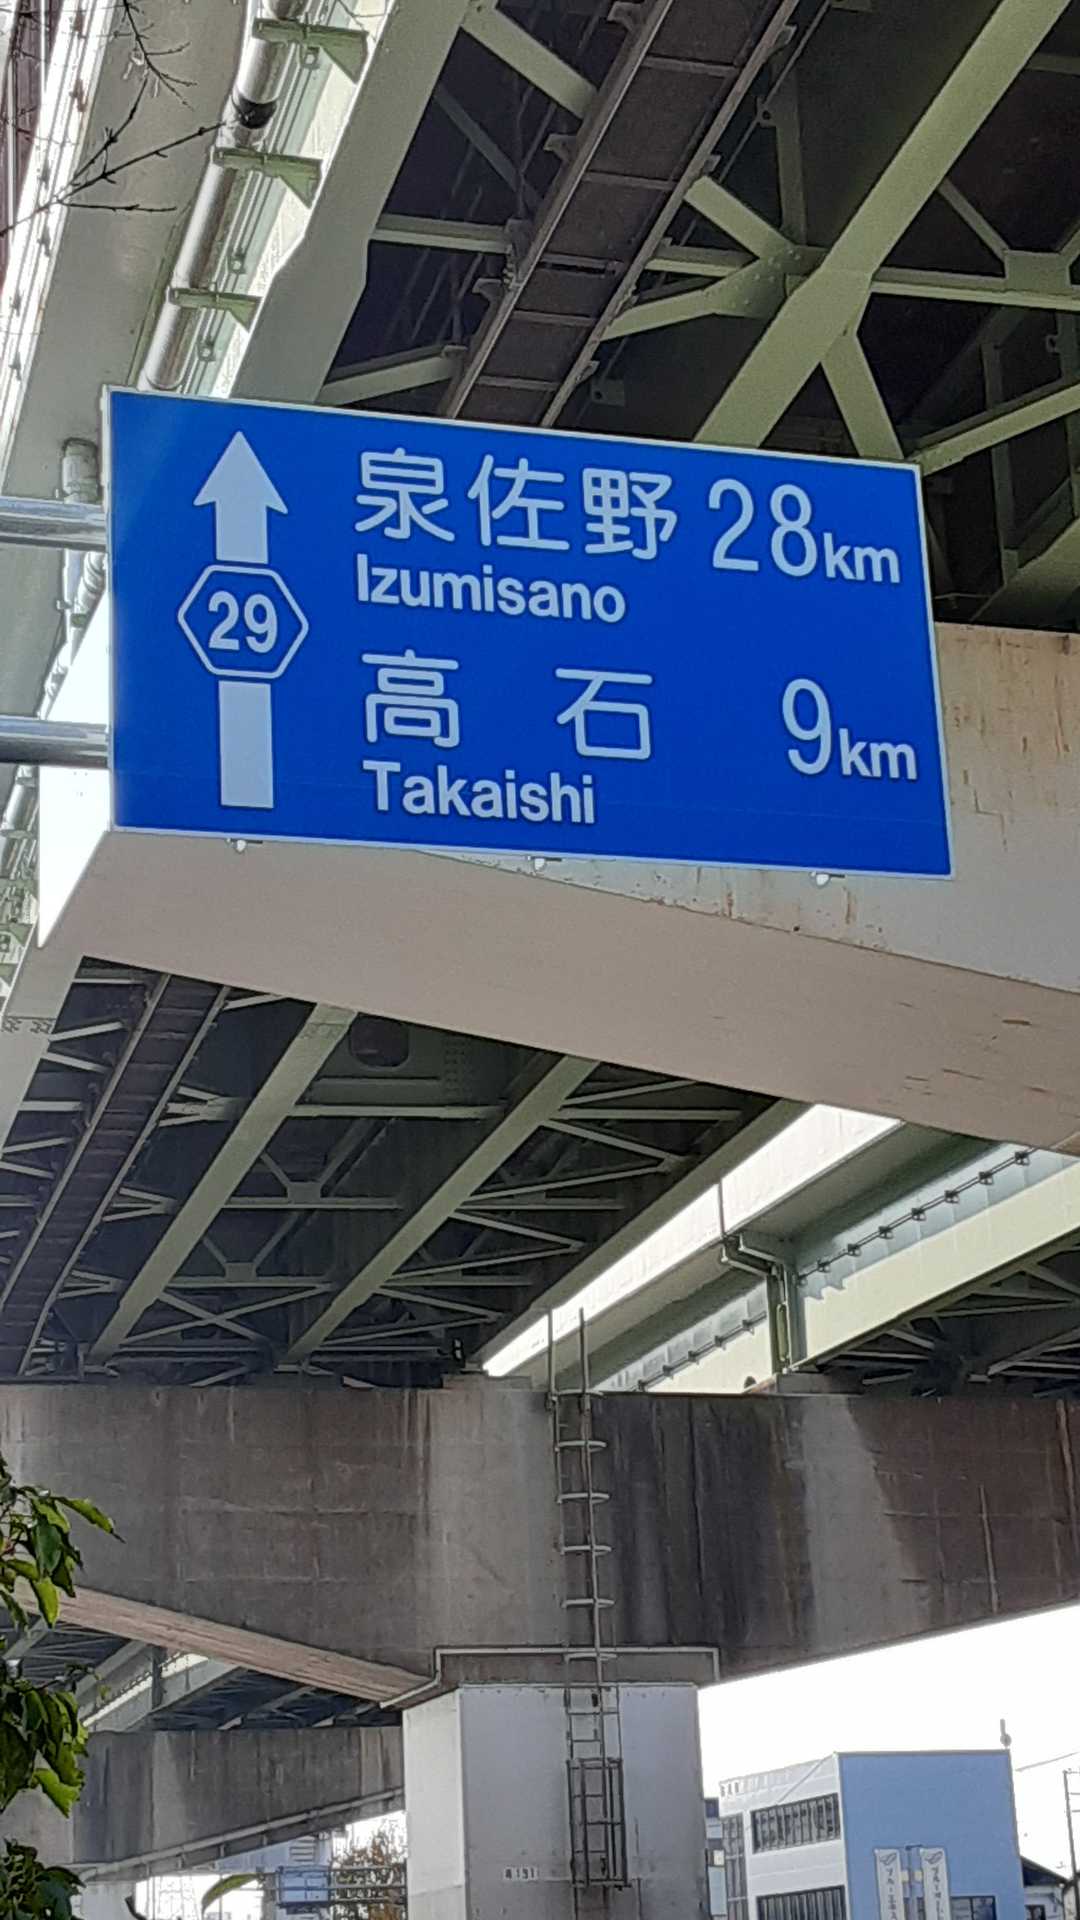 泉佐野 28km
Izumisano
29
高石 9km
Takaishi